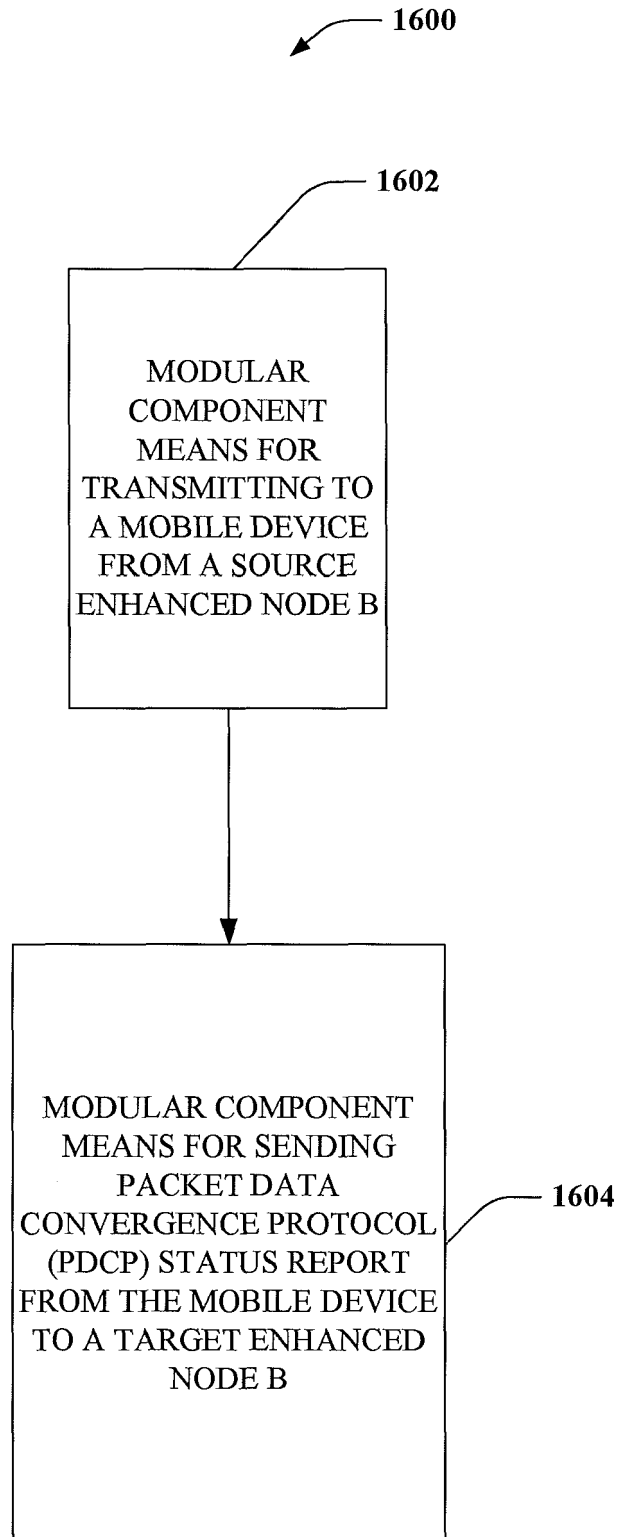 1600
1602
MODULAR
COMPONENT
MEANS FOR
TRANSMITTING TO
A MOBILE DEVICE
FROM A SOURCE
ENHANCED NODE B
MODULAR COMPONENT
MEANS FOR SENDING
PACKET DATA
CONVERGENCE PROTOCOL
(PDCP) STATUS REPORT
FROM THE MOBILE DEVICE
TO A TARGET ENHANCED
NODE B
1604